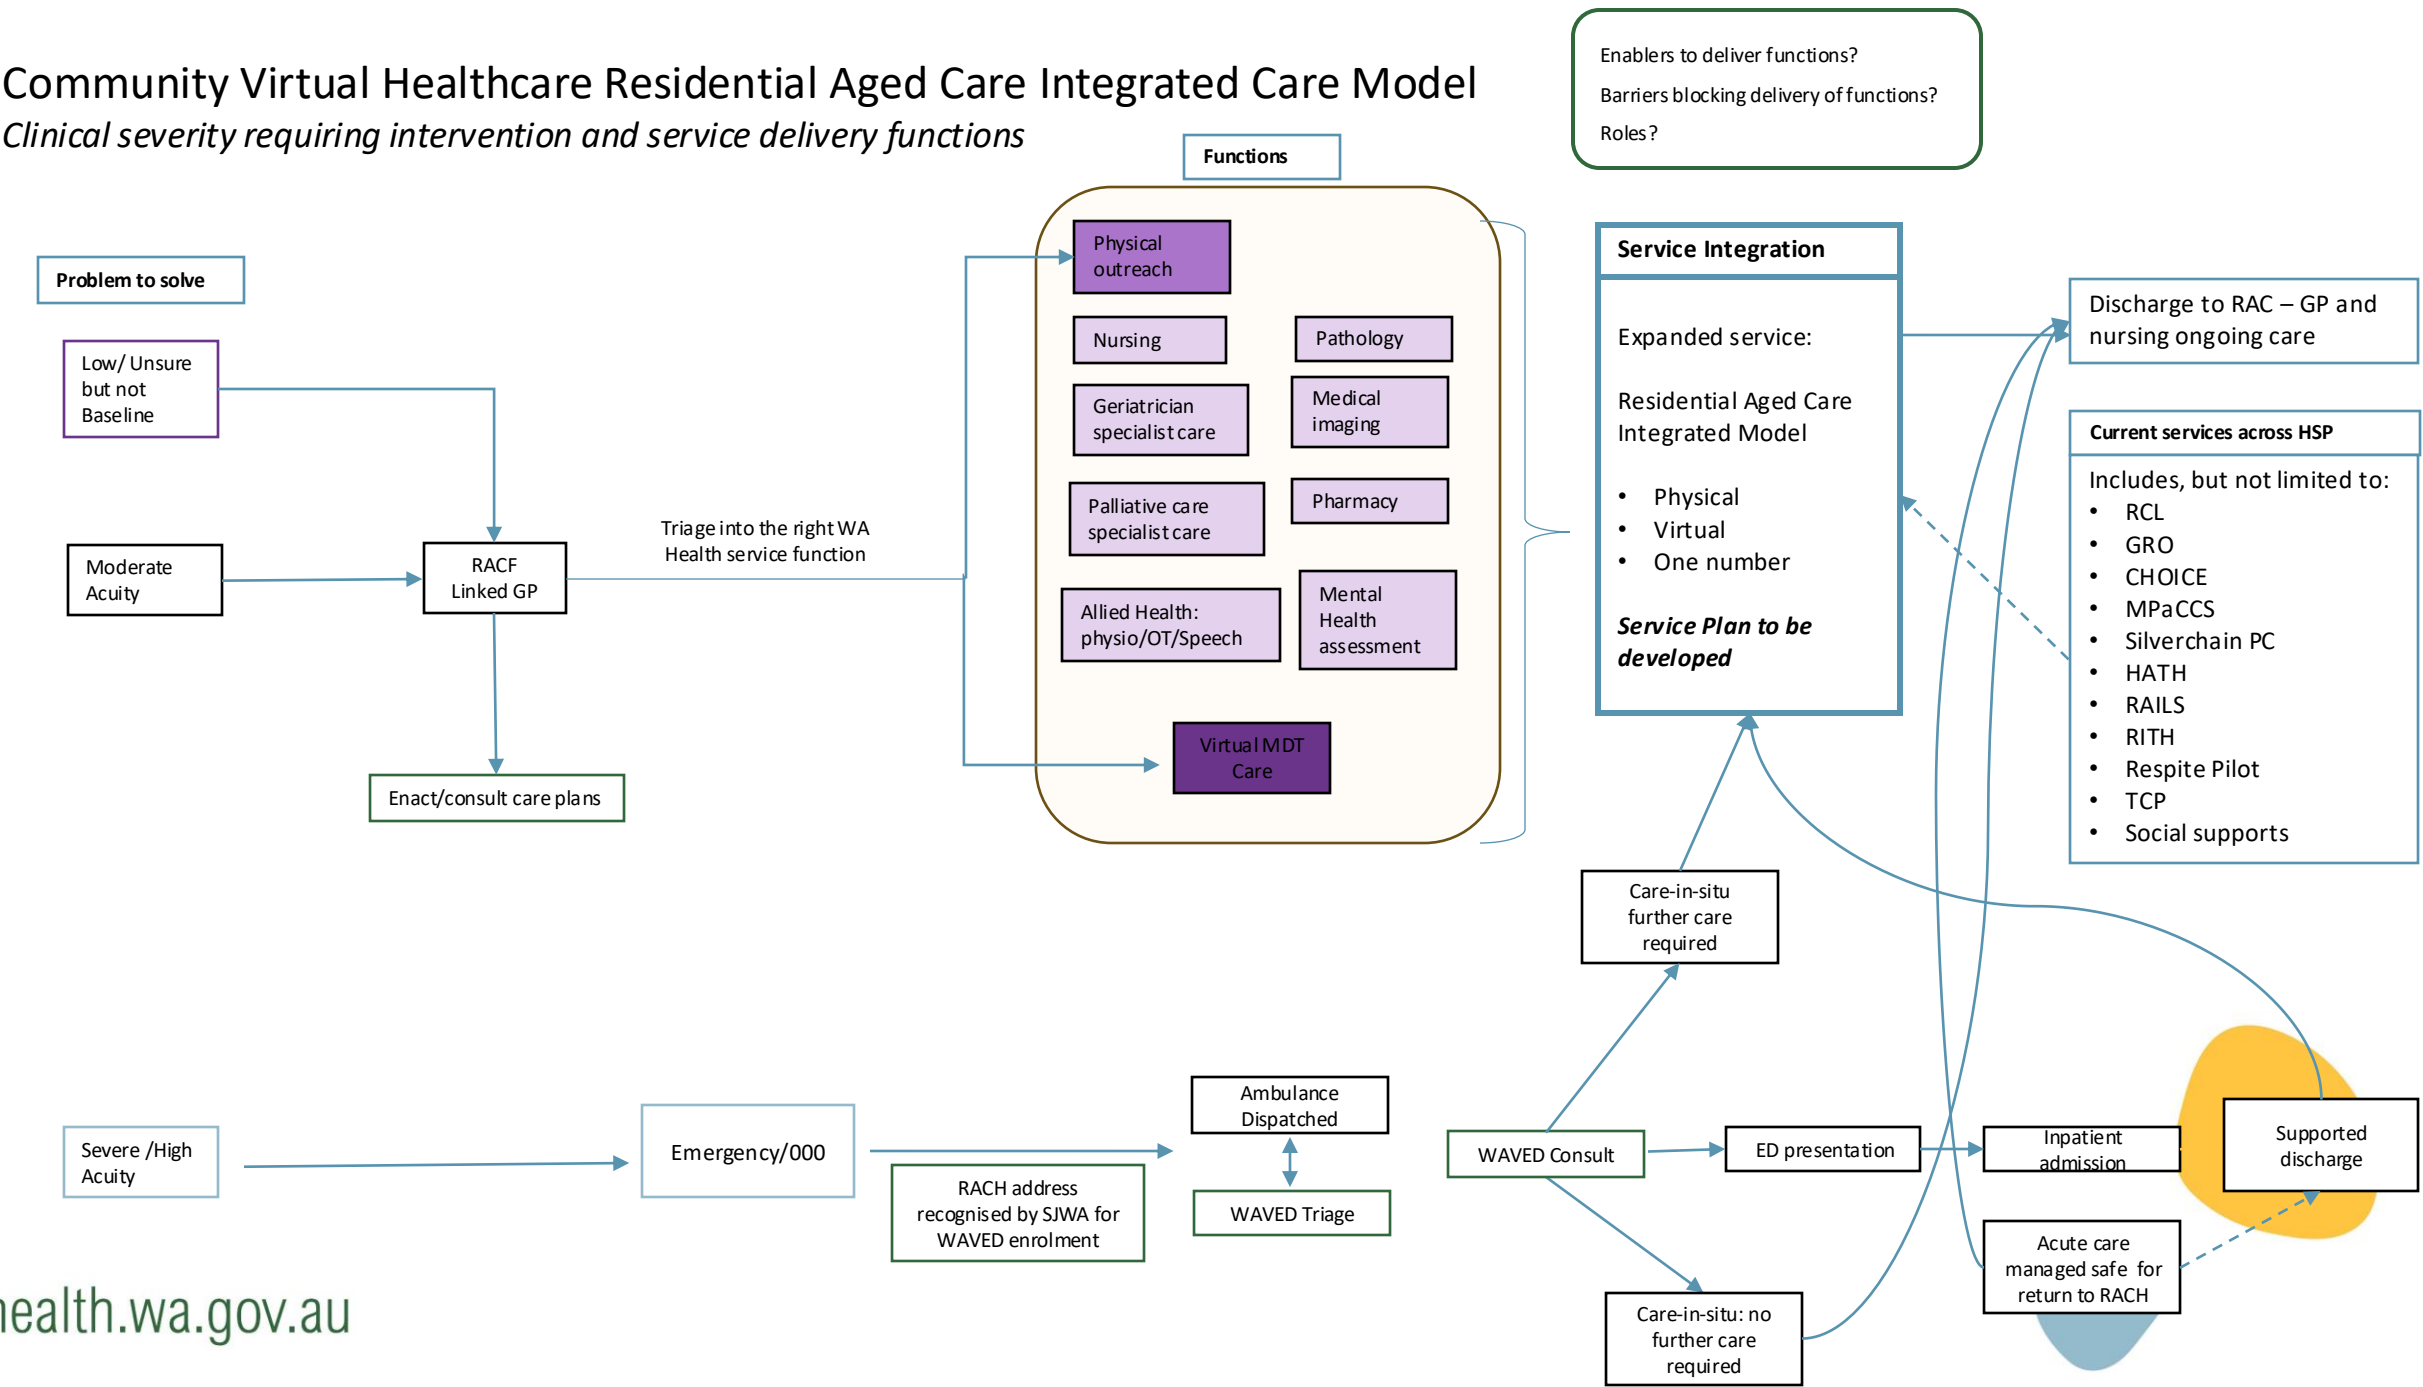 Community Virtual Healthcare Residential Aged Care Integrated Care Model
Clinical severity requiring intervention and service delivery functions
Enablers to deliver functions?
Barriers blocking delivery of functions?
Roles?
Problem to solve
Low/ Unsure
but not
Baseline
Moderate
Acuity
RACF
Linked GP
Enact/consult care plans
Triage into the right WA
Health service function
Functions
Physical
outreach
Nursing
Pathology
Geriatrician
specialist care
Medical
imaging
Palliative care
specialist care
Pharmacy
Allied Health:
physio/OT/Speech
Mental
Health
assessment
Virtual MDT
Care
Service Integration
Expanded service:
Residential Aged Care
Integrated Model
• Physical
• Virtual
• One number
Service Plan to be
developed
Discharge to RAC – GP and
nursing ongoing care
Current services across HSP
Includes, but not limited to:
• RCL
• GRO
• CHOICE
• MPaCCS
• Silverchain PC
• HATH
• RAILS
• RITH
• Respite Pilot
• TCP
• Social supports
Severe /High
Acuity
Emergency/000
RACH address
recognised by SJWA for
WAVED enrolment
Ambulance
Dispatched
WAVED Triage
WAVED Consult
Care-in-situ
further care
required
ED presentation
Inpatient
admission
Supported
discharge
Acute care
managed safe for
return to RACH
Care-in-situ: no
further care
required
health.wa.gov.au